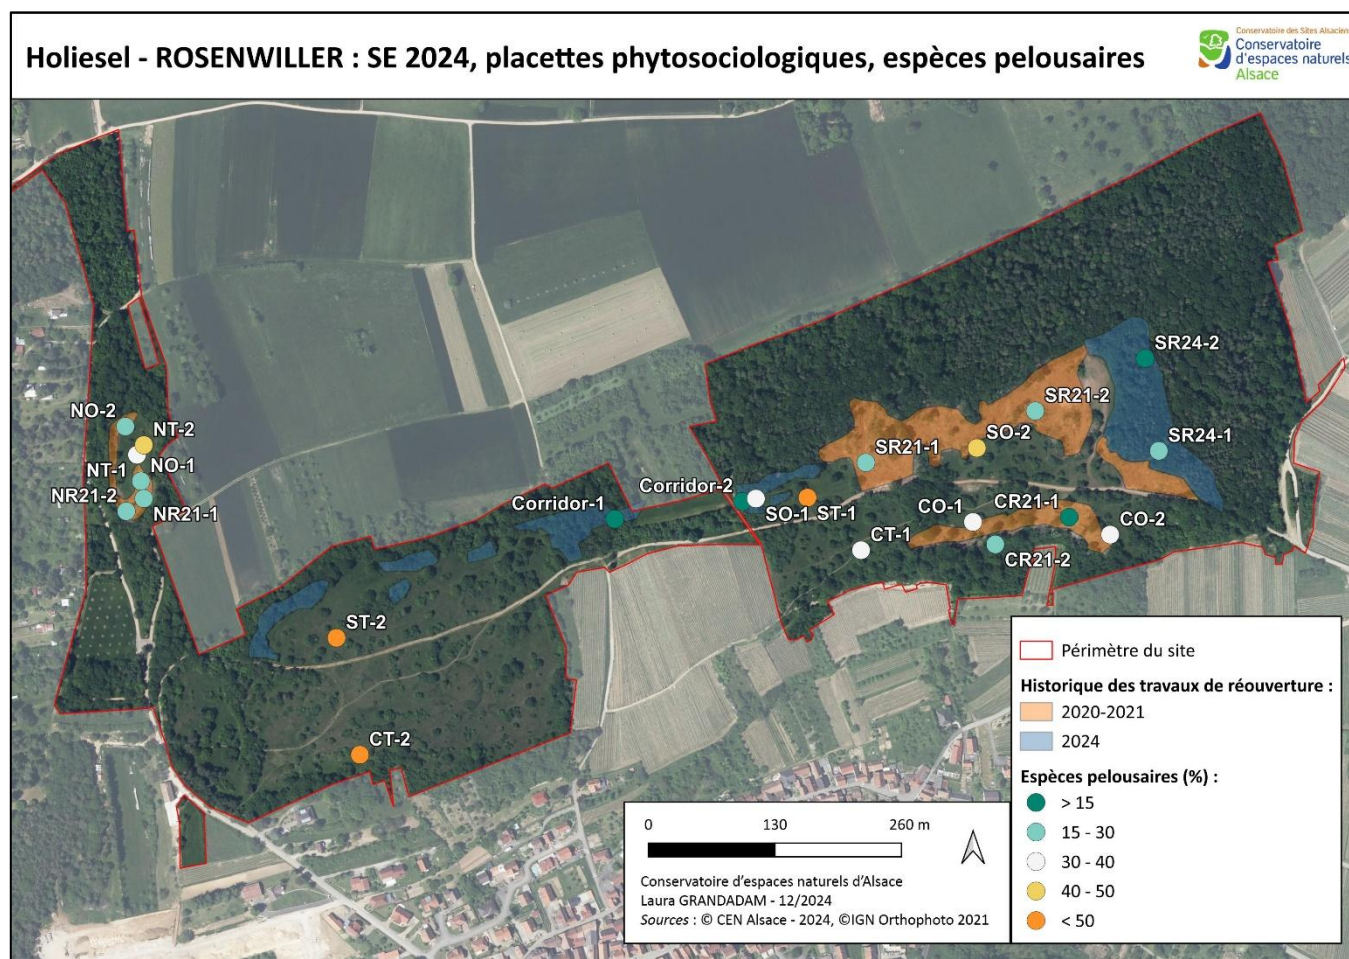 Holiesel - ROSENWILLER : SE 2024, placettes phytosociologiques, espèces pelousaires
Conservatoire des Sites Alsaciens
Conservatoire
d'espaces naturels
Alsace
SR24-2
NO-2
SR21-2
NT-2
SO-2
SR24-1
NT-1
NO-1
SR21-1
NR21-2
Corridor-2
NR21-1
Corridor-1
SO-1
ST-1
CO-1
CR21-1
CO-2
CT-1
CR21-2
ST-2
CT-2
Périmètre du site
Historique des travaux de réouverture :
2020-2021
2024
Espèces pelousaires (%) :
> 15
15 - 30
30 - 40
40 - 50
< 50
0 130 260 m
Conservatoire d'espaces naturels d'Alsace
Laura GRANDADAM - 12/2024
Sources : © CEN Alsace - 2024, ©IGN Orthophoto 2021